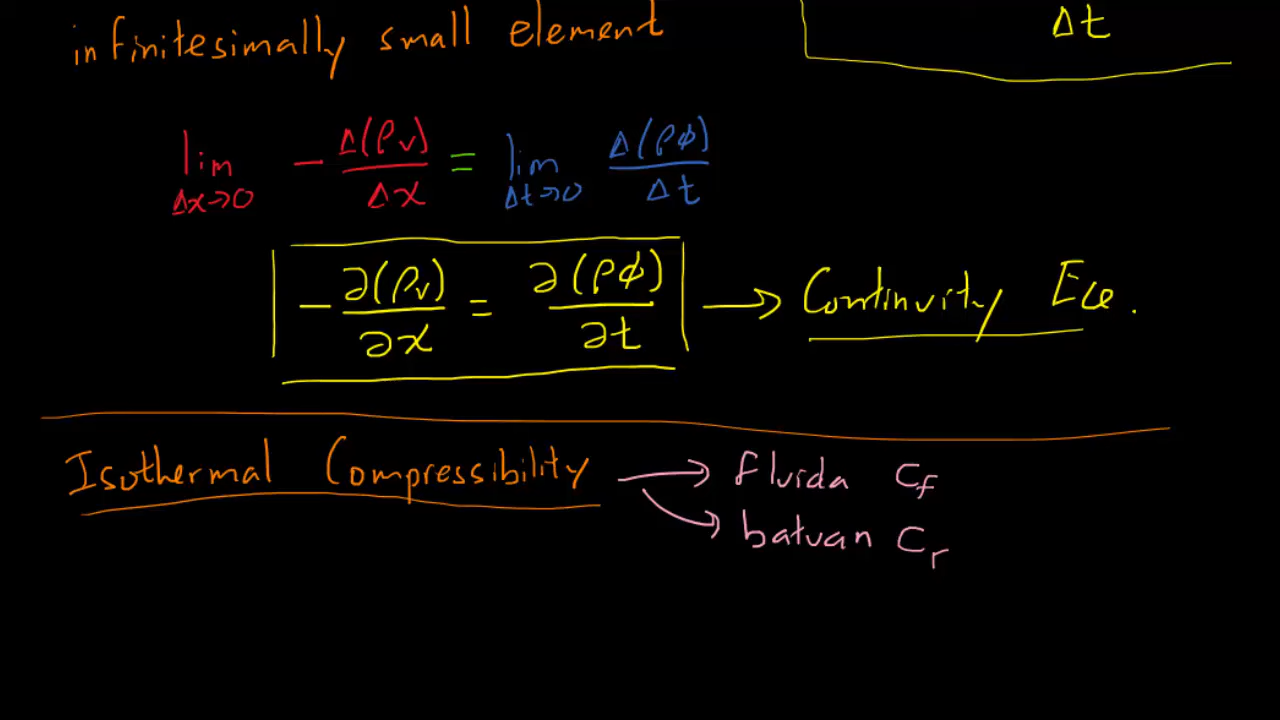 infinitesimally small element
Δt
lim Δx→0 − Δ(ρv)/Δx = lim Δt→0 Δ(ρϕ)/Δt
− ∂(ρv)/∂x = ∂(ρϕ)/∂t → Continuity
Isothermal Compressibility → fluida Cf
→ batuan Cr